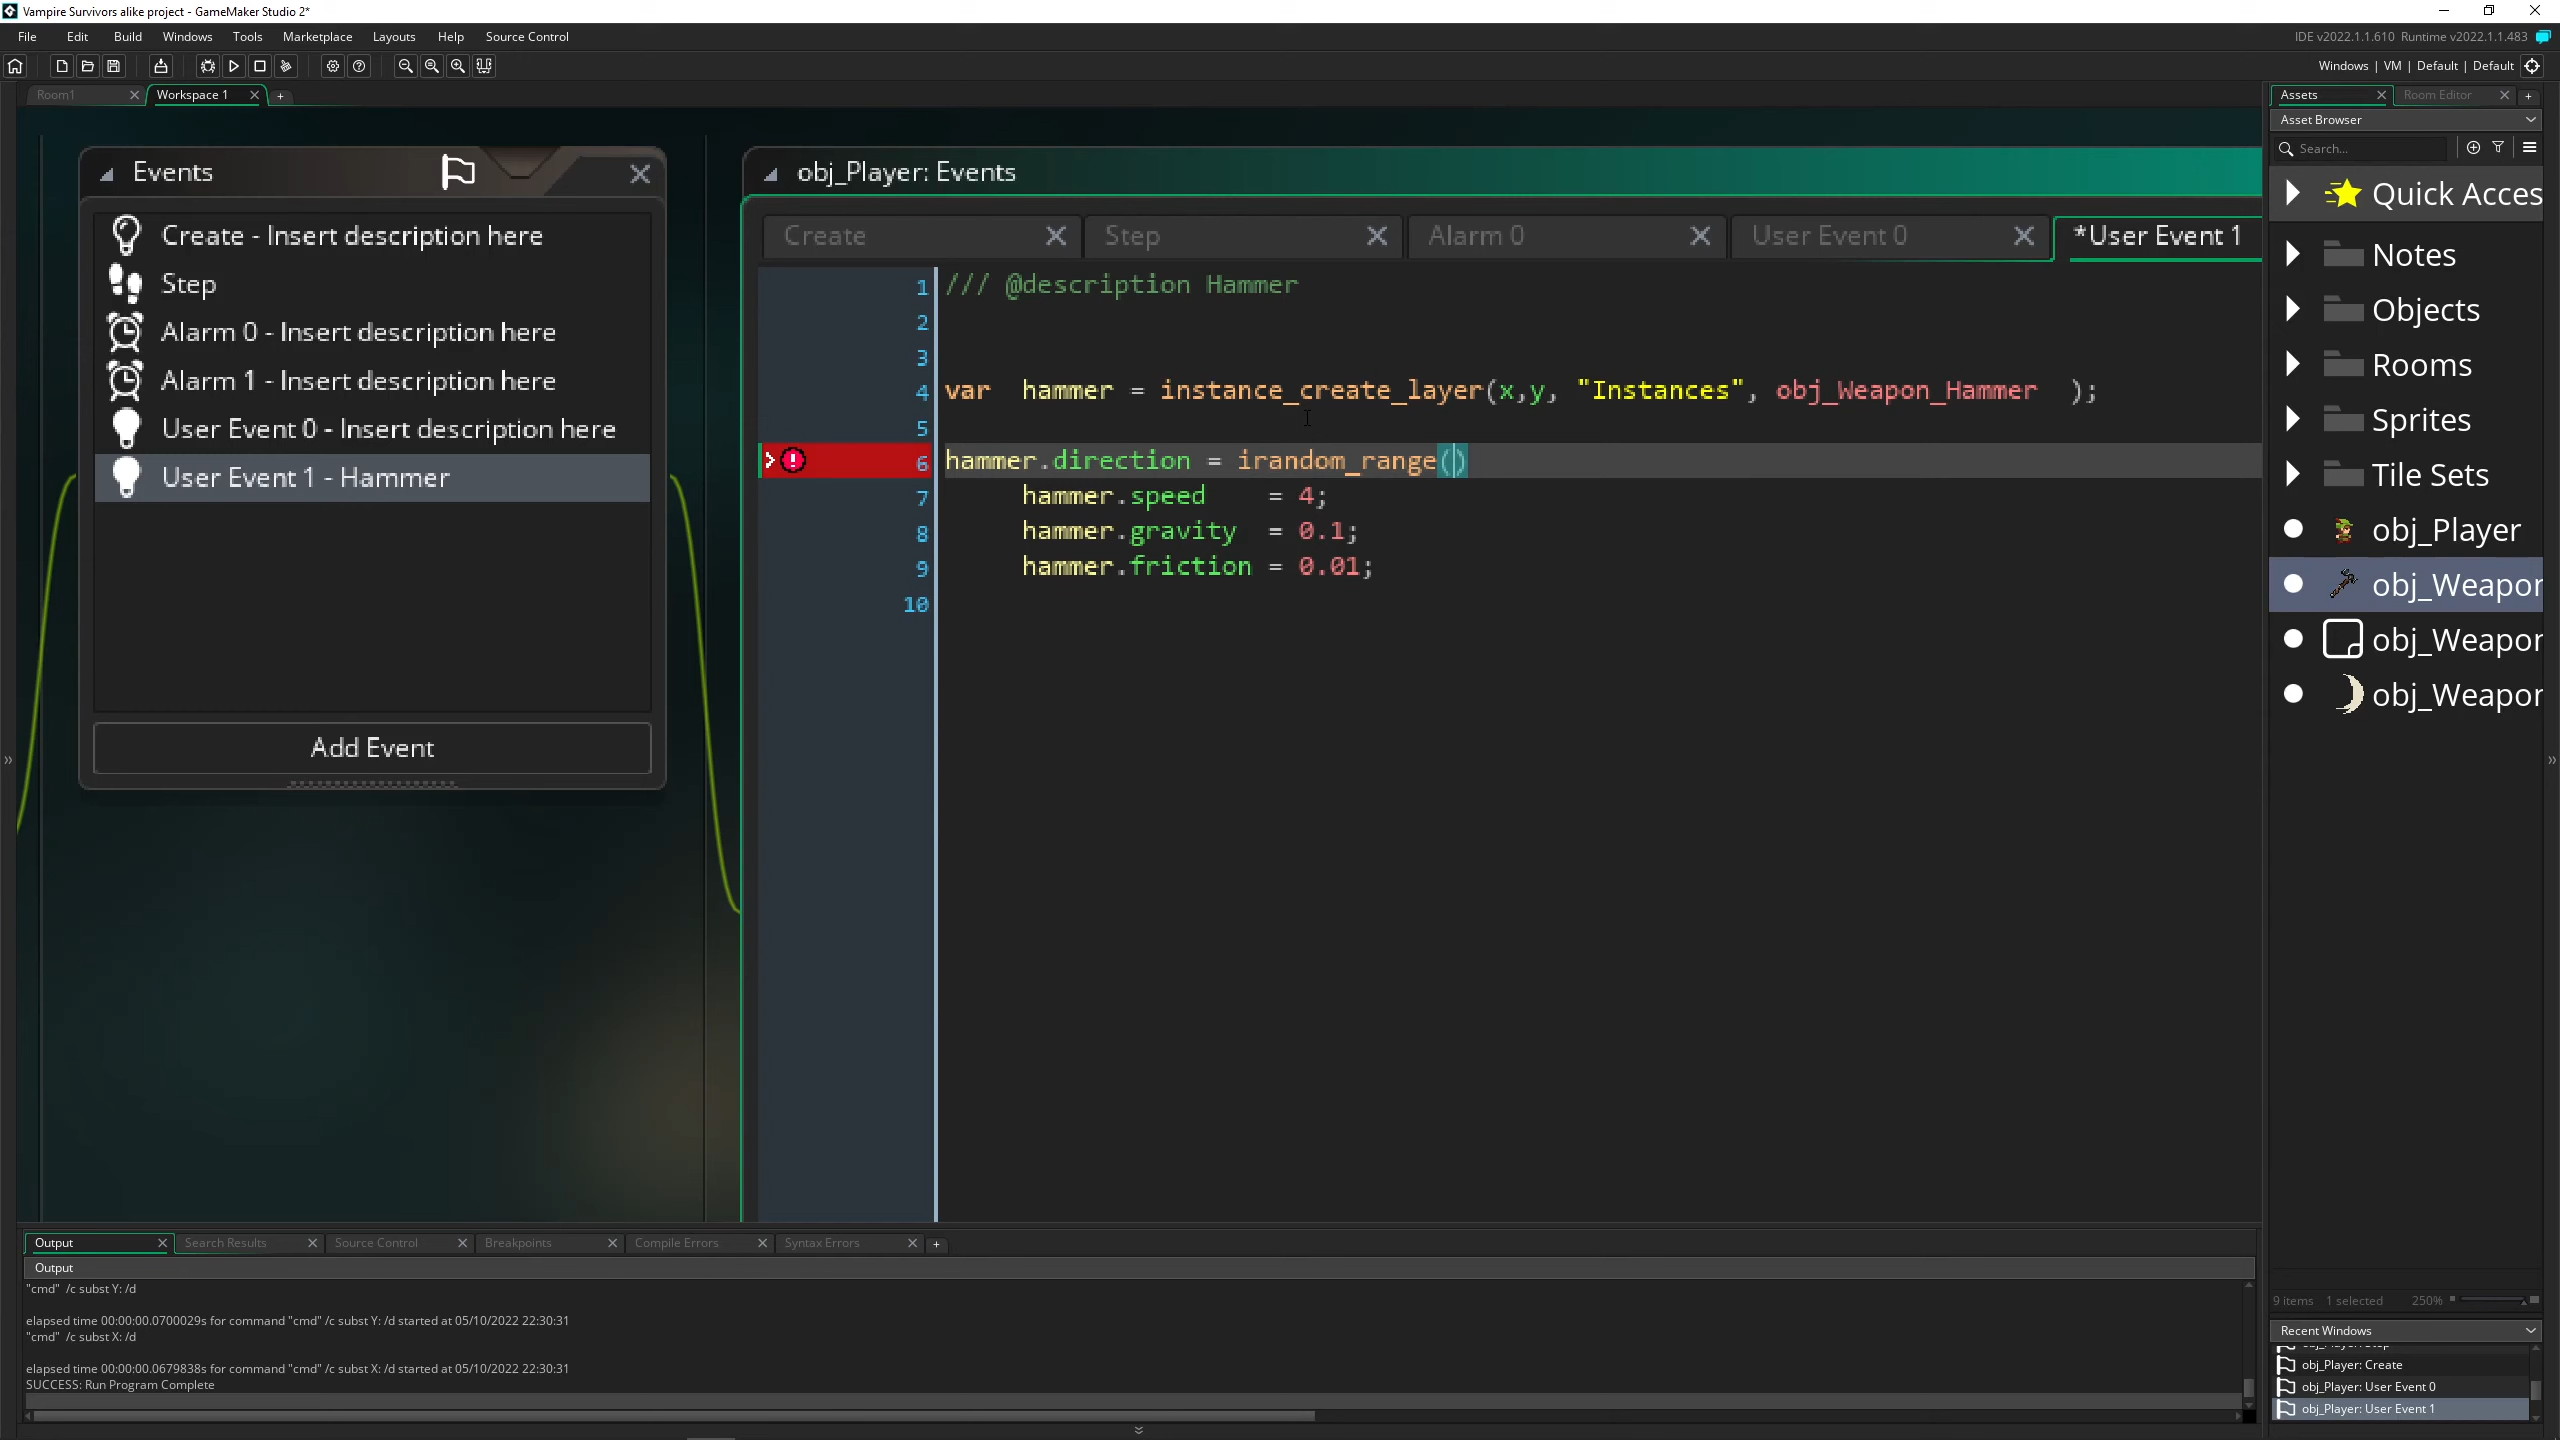 Vampire Survivors alike project - GameMaker Studio 2*
File Edit Build Windows Tools Marketplace Layouts Help Source Control
IDE v2022.1.1.610 Runtime v2022.1.1.483
Windows | VM | Default | Default
Room1
Workspace 1
Events
Create - Insert description here
Step
Alarm 0 - Insert description here
Alarm 1 - Insert description here
User Event 0 - Insert description here
User Event 1 - Hammer
Add Event
obj_Player: Events
Create
Step
Alarm 0
User Event 0
*User Event 1
1 /// @description Hammer
2
3
4 var  hammer = instance_create_layer(x,y, "Instances", obj_Weapon_Hammer  );
5
6 hammer.direction = irandom_range()
7 hammer.speed    = 4;
8 hammer.gravity  = 0.1;
9 hammer.friction = 0.01;
10
Assets
Room Editor
Asset Browser
Search...
Quick Acces
Notes
Objects
Rooms
Sprites
Tile Sets
obj_Player
obj_Weapon
obj_Weapon
obj_Weapon
9 items 1 selected 250%
Recent Windows
obj_Player: Create
obj_Player: User Event 0
obj_Player: User Event 1
Output
Search Results
Source Control
Breakpoints
Compile Errors
Syntax Errors
Output
"cmd"  /c subst Y: /d
elapsed time 00:00:00.0700029s for command "cmd" /c subst Y: /d started at 05/10/2022 22:30:31
"cmd"  /c subst X: /d
elapsed time 00:00:00.0679838s for command "cmd" /c subst X: /d started at 05/10/2022 22:30:31
SUCCESS: Run Program Complete